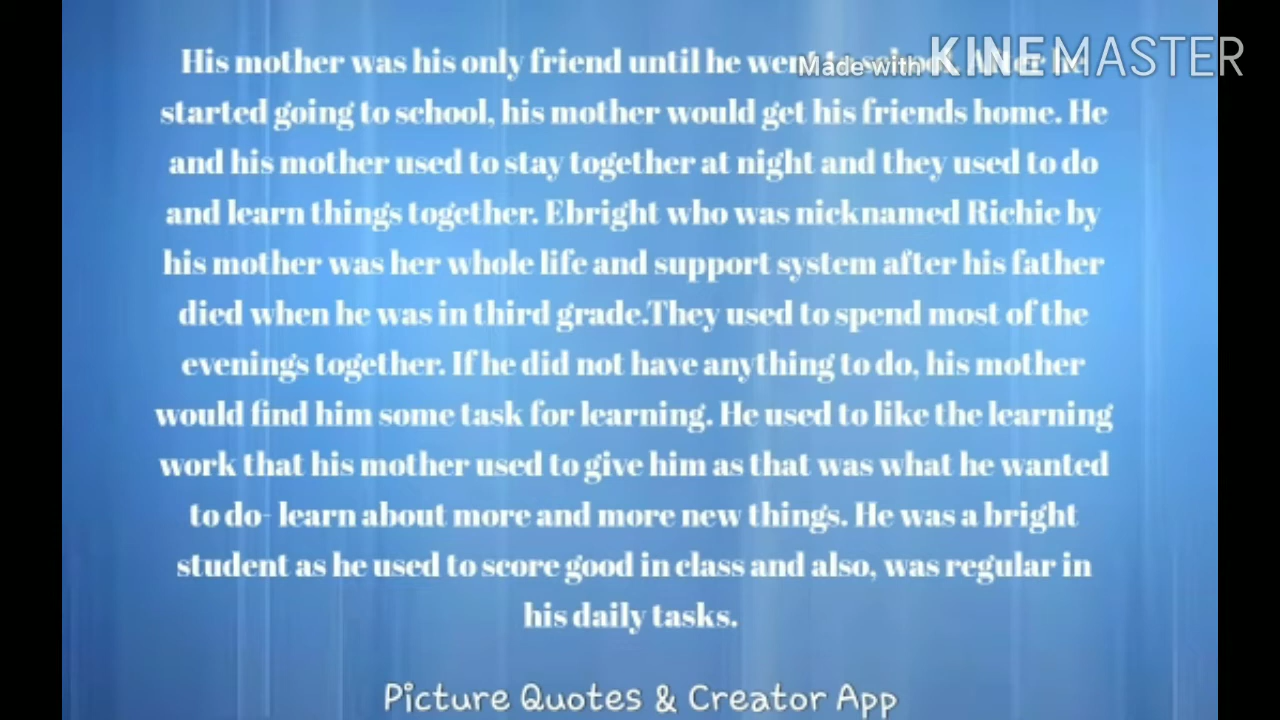 His mother was his only friend until he went to school. After he
Made with KINEMASTER
started going to school, his mother would get his friends home. He
and his mother used to stay together at night and they used to do
and learn things together. Ebright who was nicknamed Richie by
his mother was her whole life and support system after his father
died when he was in third grade.They used to spend most of the
evenings together. If he did not have anything to do, his mother
would find him some task for learning. He used to like the learning
work that his mother used to give him as that was what he wanted
to do- learn about more and more new things. He was a bright
student as he used to score good in class and also, was regular in
his daily tasks.
Picture Quotes & Creator App